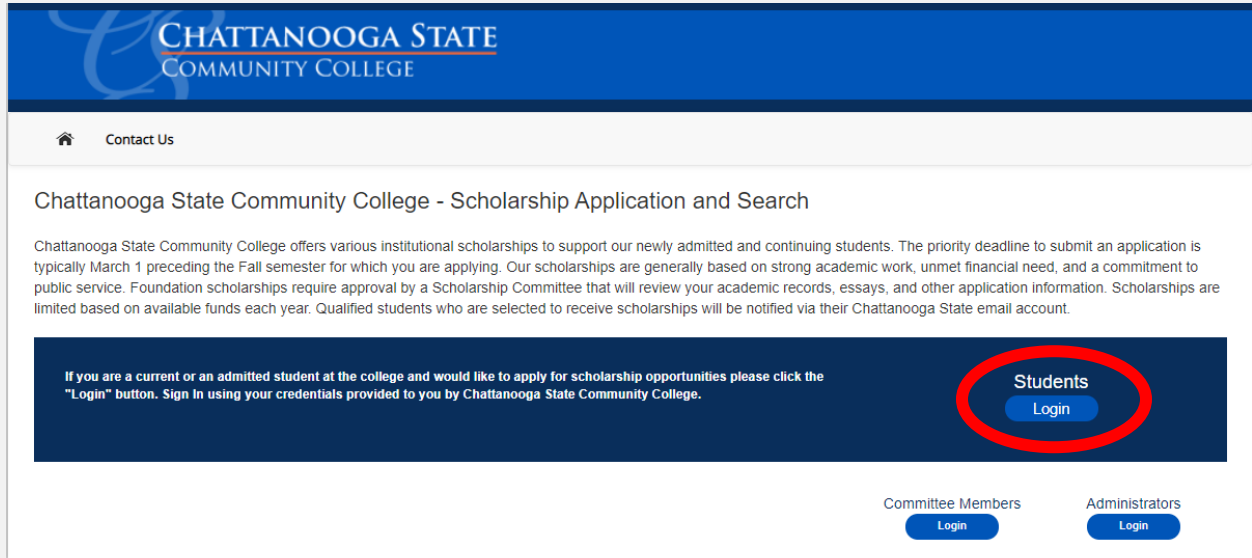 CHATTANOOGA STATE
COMMUNITY COLLEGE
Contact Us
Chattanooga State Community College - Scholarship Application and Search
Chattanooga State Community College offers various institutional scholarships to support our newly admitted and continuing students. The priority deadline to submit an application is
typically March 1 preceding the Fall semester for which you are applying. Our scholarships are generally based on strong academic work, unmet financial need, and a commitment to
public service. Foundation scholarships require approval by a Scholarship Committee that will review your academic records, essays, and other application information. Scholarships are
limited based on available funds each year. Qualified students who are selected to receive scholarships will be notified via their Chattanooga State email account.
If you are a current or an admitted student at the college and would like to apply for scholarship opportunities please click the
"Login" button. Sign In using your credentials provided to you by Chattanooga State Community College.
Students
Login
Committee Members
Login
Administrators
Login